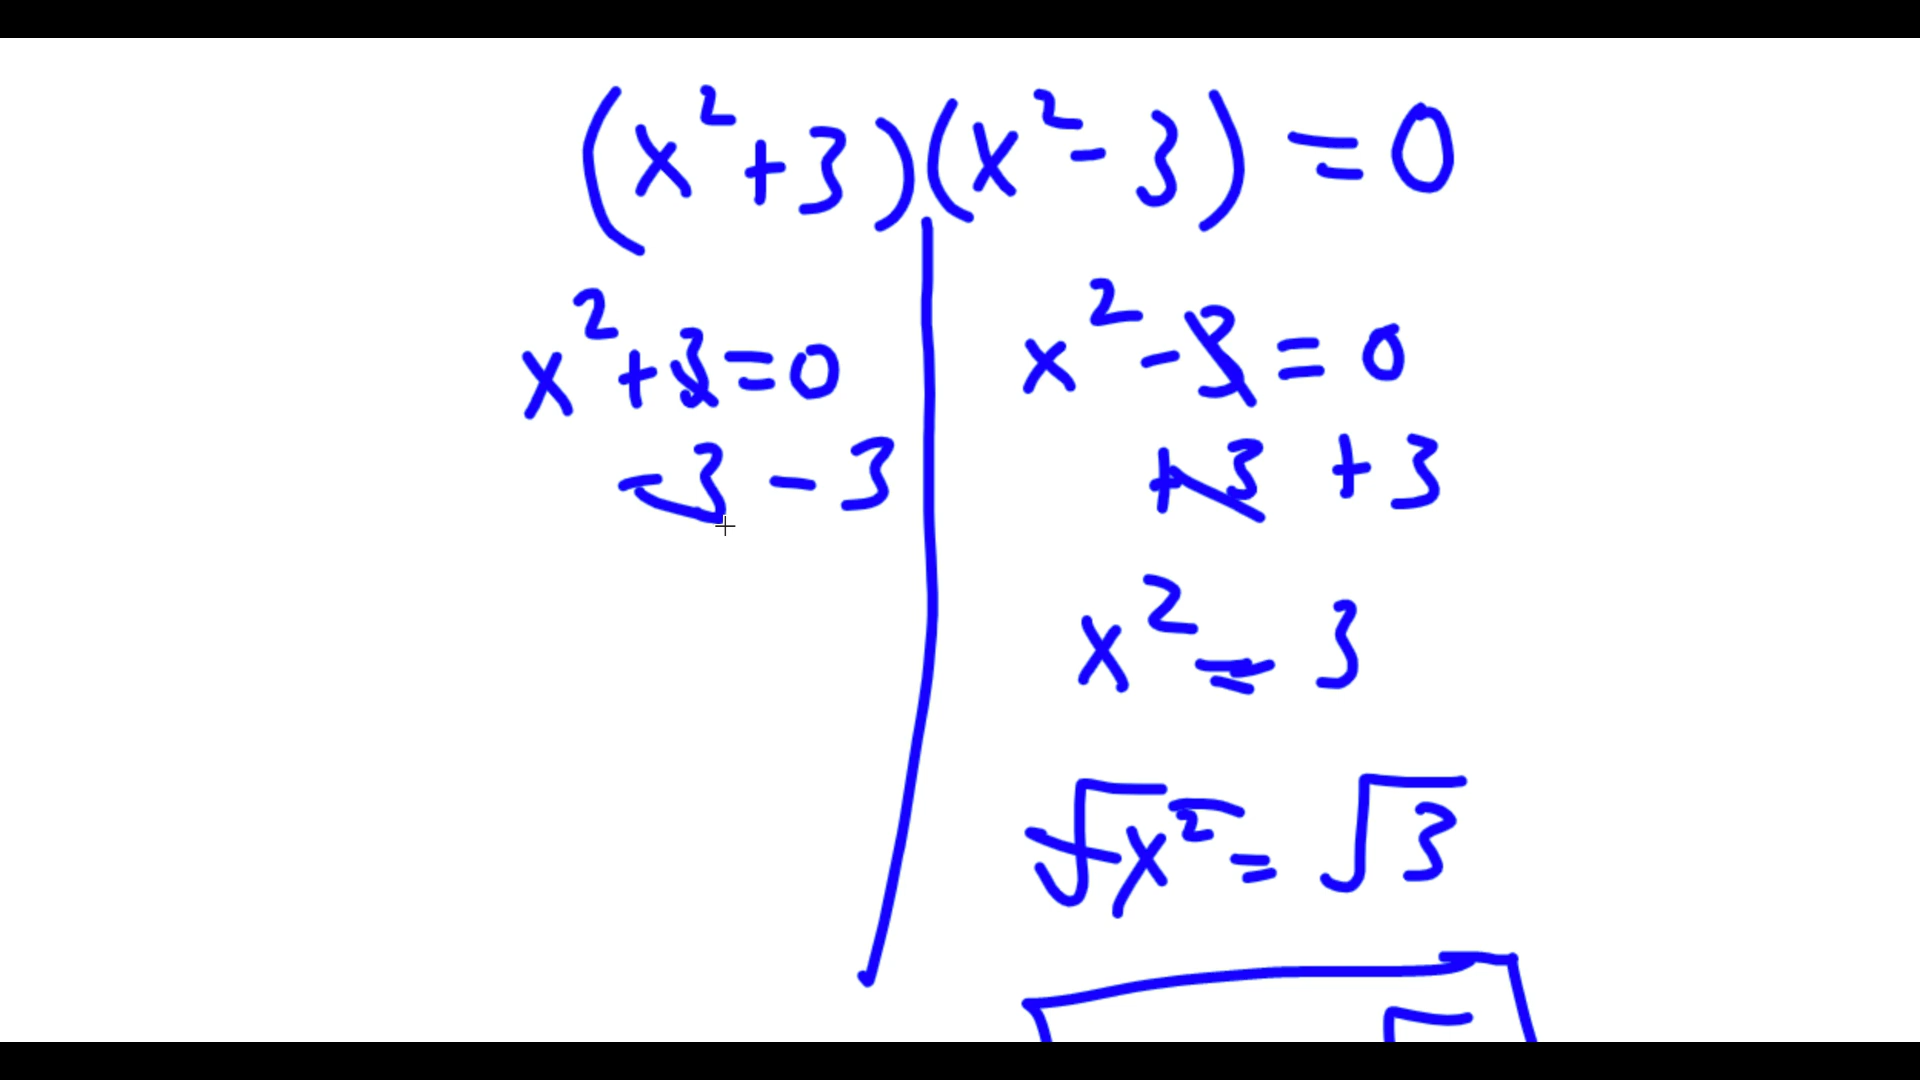 (x²+3)(x²-3)=0
x²+3=0
-3 -3
x²-3=0
+3 +3
x²=3
√x²=√3